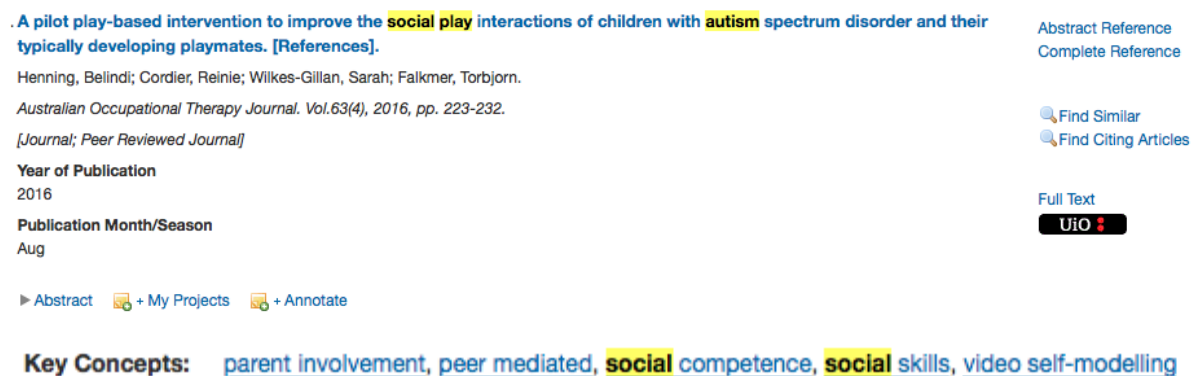 . A pilot play-based intervention to improve the social play interactions of children with autism spectrum disorder and their
typically developing playmates. [References].
Henning, Belindi; Cordier, Reinie; Wilkes-Gillan, Sarah; Falkmer, Torbjorn.
Australian Occupational Therapy Journal. Vol.63(4), 2016, pp. 223-232.
[Journal; Peer Reviewed Journal]
Year of Publication
2016
Publication Month/Season
Aug
Abstract + My Projects + Annotate
Abstract Reference
Complete Reference
Find Similar
Find Citing Articles
Full Text
UiO
Key Concepts: parent involvement, peer mediated, social competence, social skills, video self-modelling